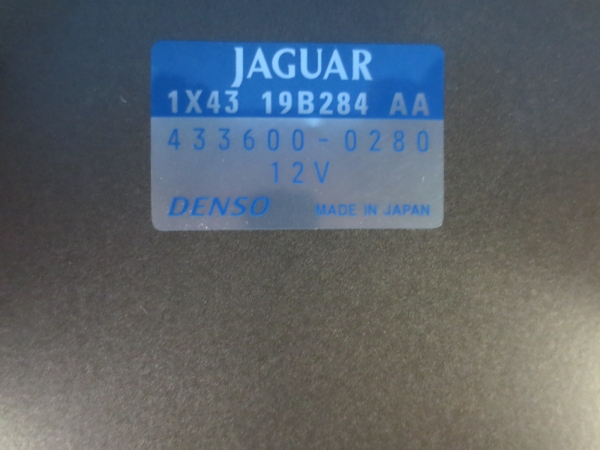 JAGUAR
1X43 19B284 AA
433600-0280
12V
DENSO MADE IN JAPAN